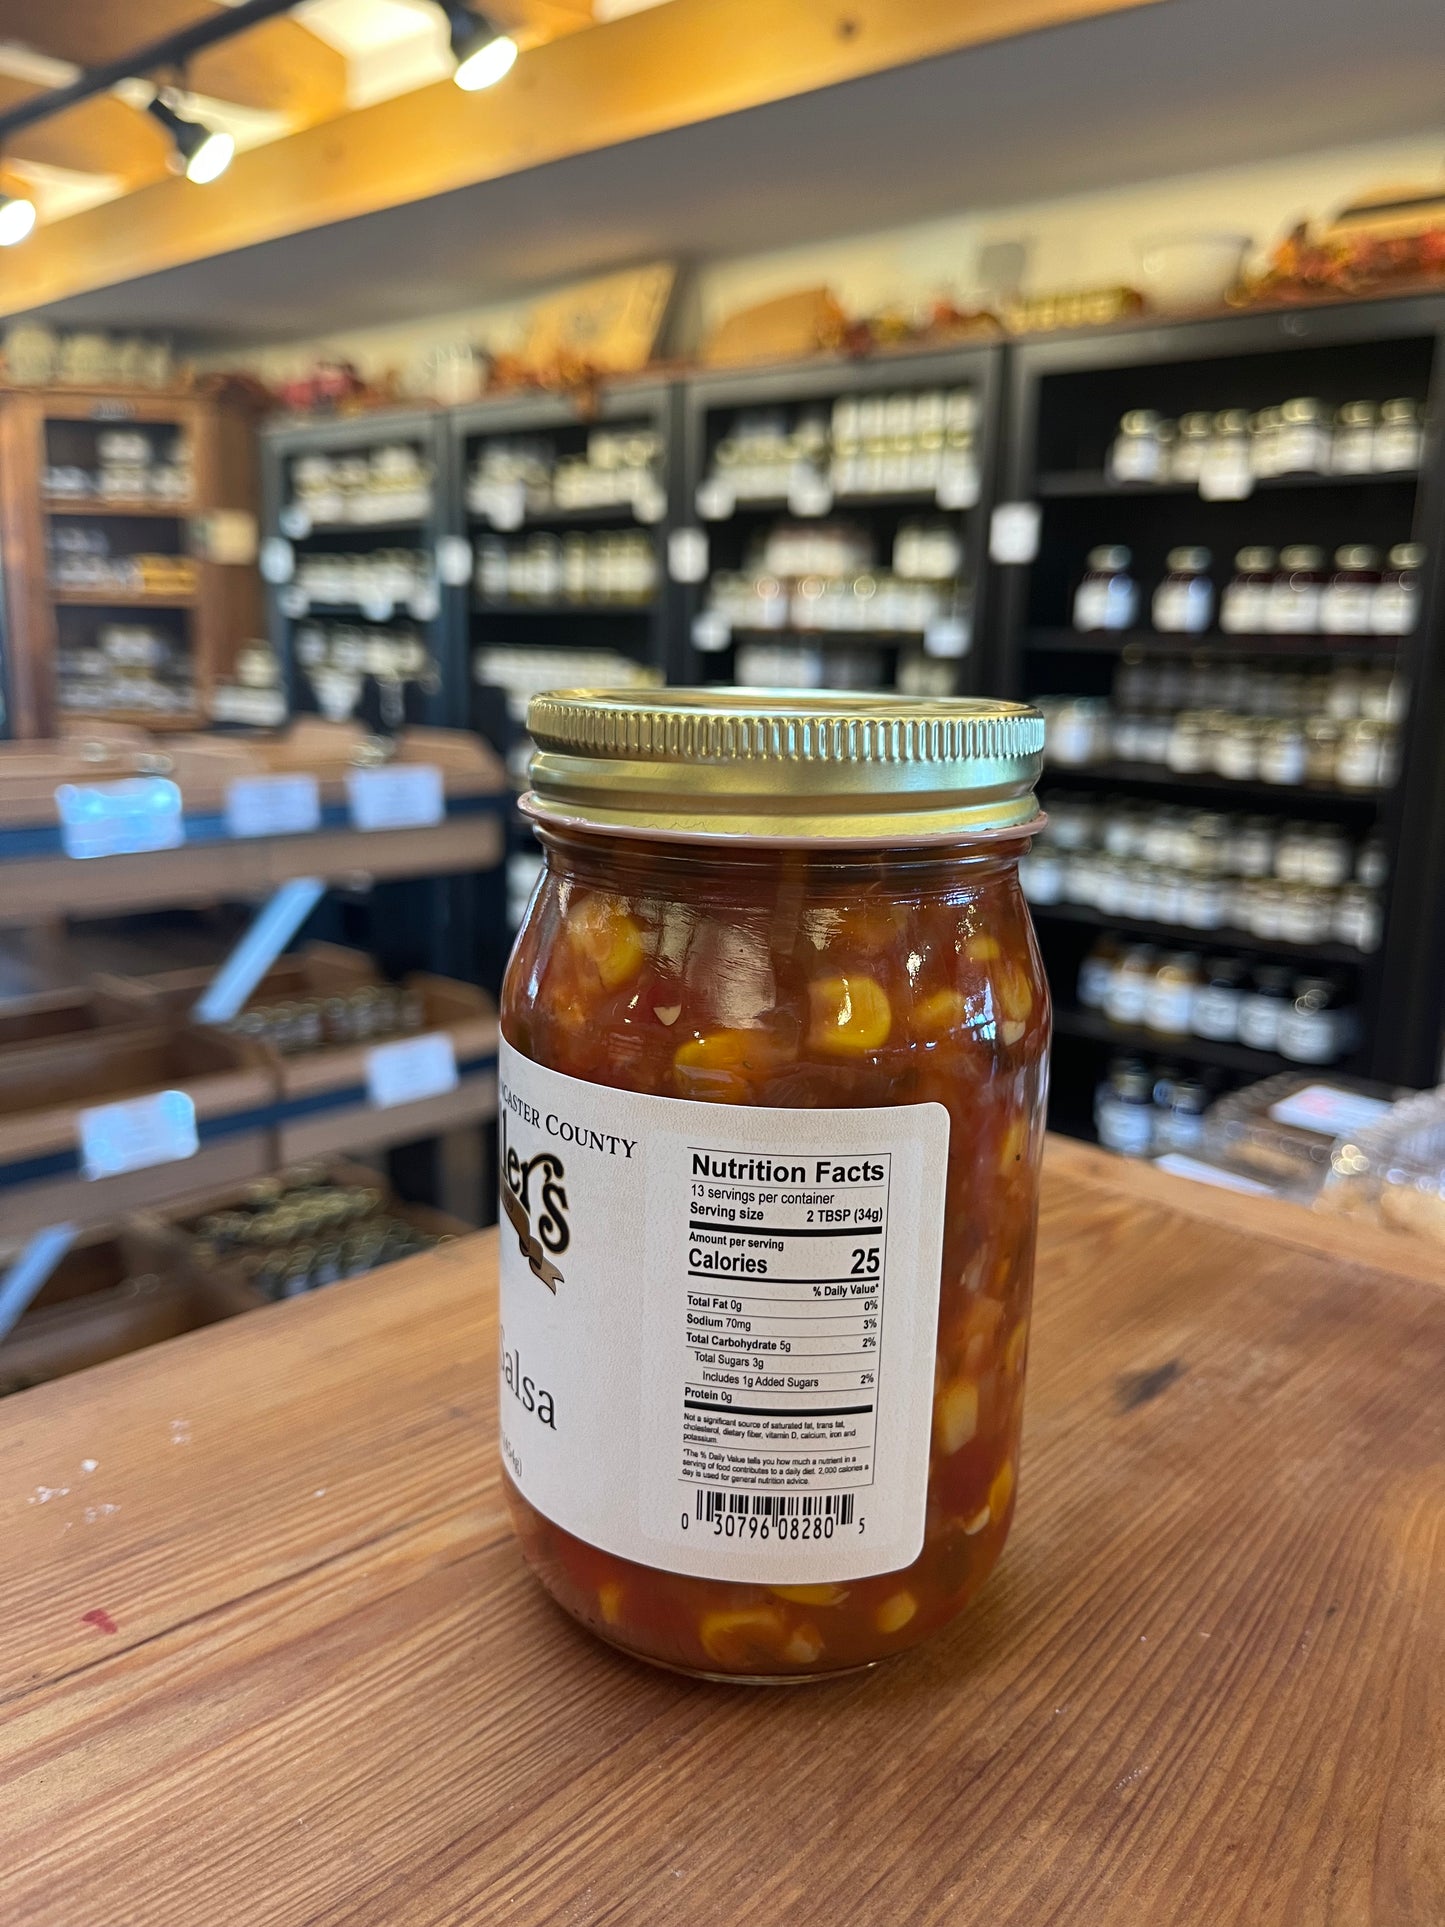 COUNTY
Salsa
Nutrition Facts
13 servings per container
Serving size 2 TBSP (34g)
Amount per serving
Calories 25
% Daily Value*
Total Fat 0g 0%
Sodium 70mg 3%
Total Carbohydrate 5g 2%
Total Sugars 3g
Includes 1g Added Sugars 2%
Protein 0g
Not a significant source of saturated fat, trans fat,
cholesterol, dietary fiber, vitamin D, calcium, iron and
potassium.
*The % Daily Value tells you how much a nutrient in a
serving of food contributes to a daily diet. 2,000 calories a
day is used for general nutrition advice.
0 30796 08280 5